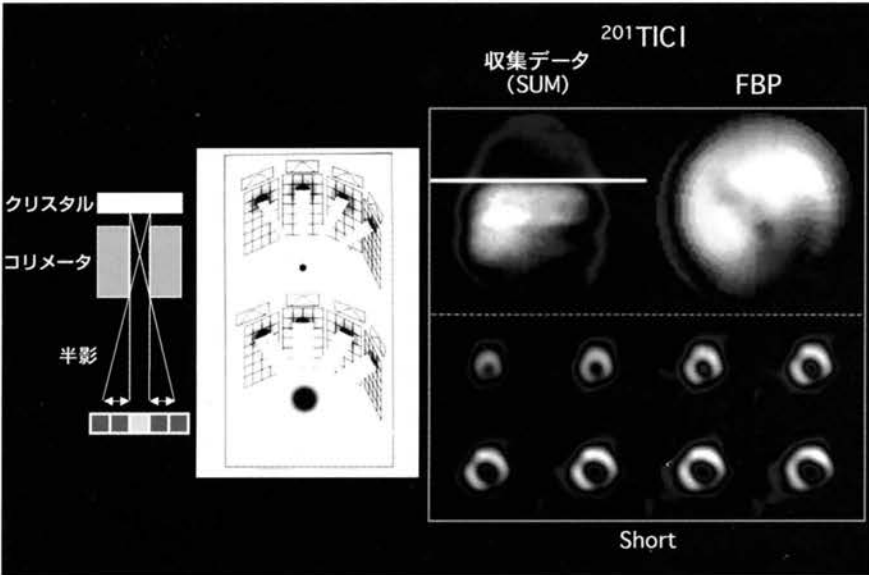 ²⁰¹TlCl
収集データ
(SUM)
FBP
クリスタル
コリメータ
半影
Short